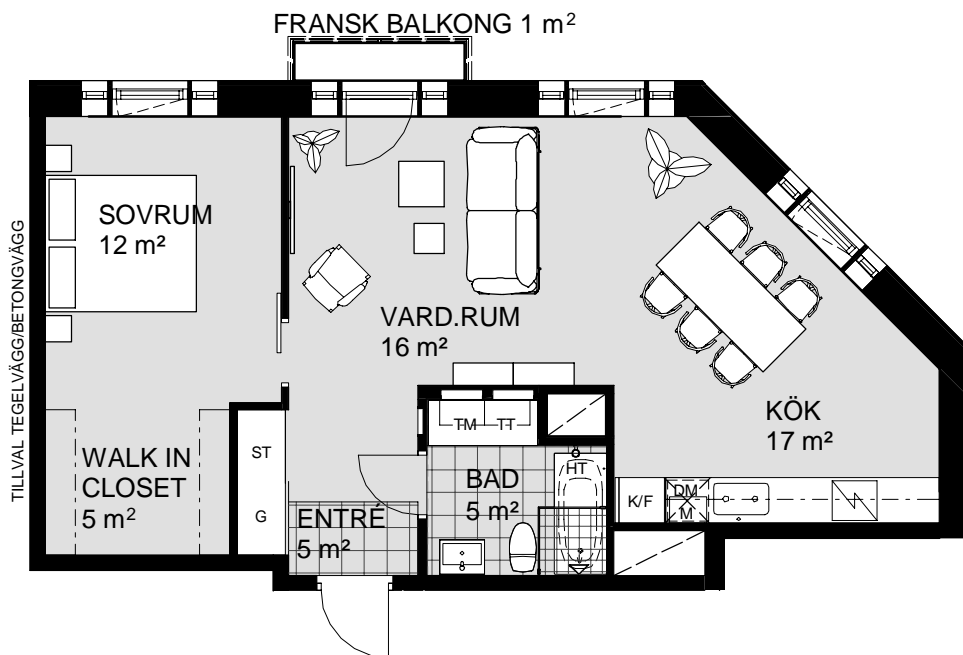 FRANSK BALKONG 1 m²
TILLVAL TEGELVÄGG/BETONGVÄGG
SOVRUM
12 m²
VARD.RUM
16 m²
KÖK
17 m²
WALK IN
CLOSET
5 m²
ST
G
ENTRÉ
5 m²
TM
TT
BAD
5 m²
HT
K/F
DM
M